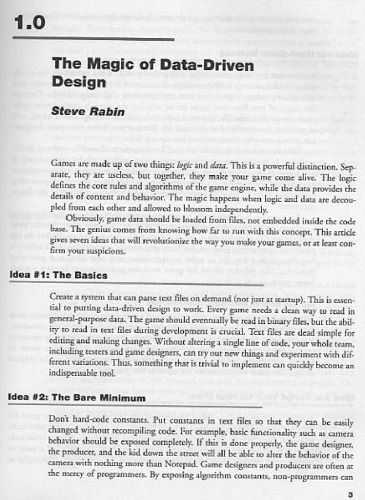 1.0
The Magic of Data-Driven
Design
Steve Rabin
Games are made up of two things: logic and data. This is a powerful distinction. Sep-
arate, they are useless, but together, they make your game come alive. The logic
defines the core rules and algorithms of the game engine, while the data provides the
details of content and behavior. The magic happens when logic and data are decou-
pled from each other and allowed to blossom independently.
Obviously, game data should be loaded from files, not embedded inside the code
base. The genius comes from knowing how far to run with this concept. This article
gives seven ideas that will revolutionize the way you make your games, or at least con-
firm your suspicions.
Idea #1: The Basics
Create a system that can parse text files on demand (not just at startup). This is essen-
tial to putting data-driven design to work. Every game needs a clean way to read in
general-purpose data. The game should eventually be read in binary files, but the abil-
ity to read in text files during development is crucial. Text files are dead simple for
editing and making changes. Without altering a single line of code, your whole team,
including testers and game designers, can try out new things and experiment with dif-
ferent variations. Thus, something that is trivial to implement can quickly become an
indispensable tool.
Idea #2: The Bare Minimum
Don't hard-code constants. Put constants in text files so that they can be easily
changed without recompiling code. For example, basic functionality such as camera
behavior should be exposed completely. If this is done properly, the game designer,
the producer, and the kid down the street will all be able to alter the behavior of the
camera with nothing more than Notepad. Game designers and producers are often at
the mercy of programmers. By exposing algorithm constants, non-programmers can
3